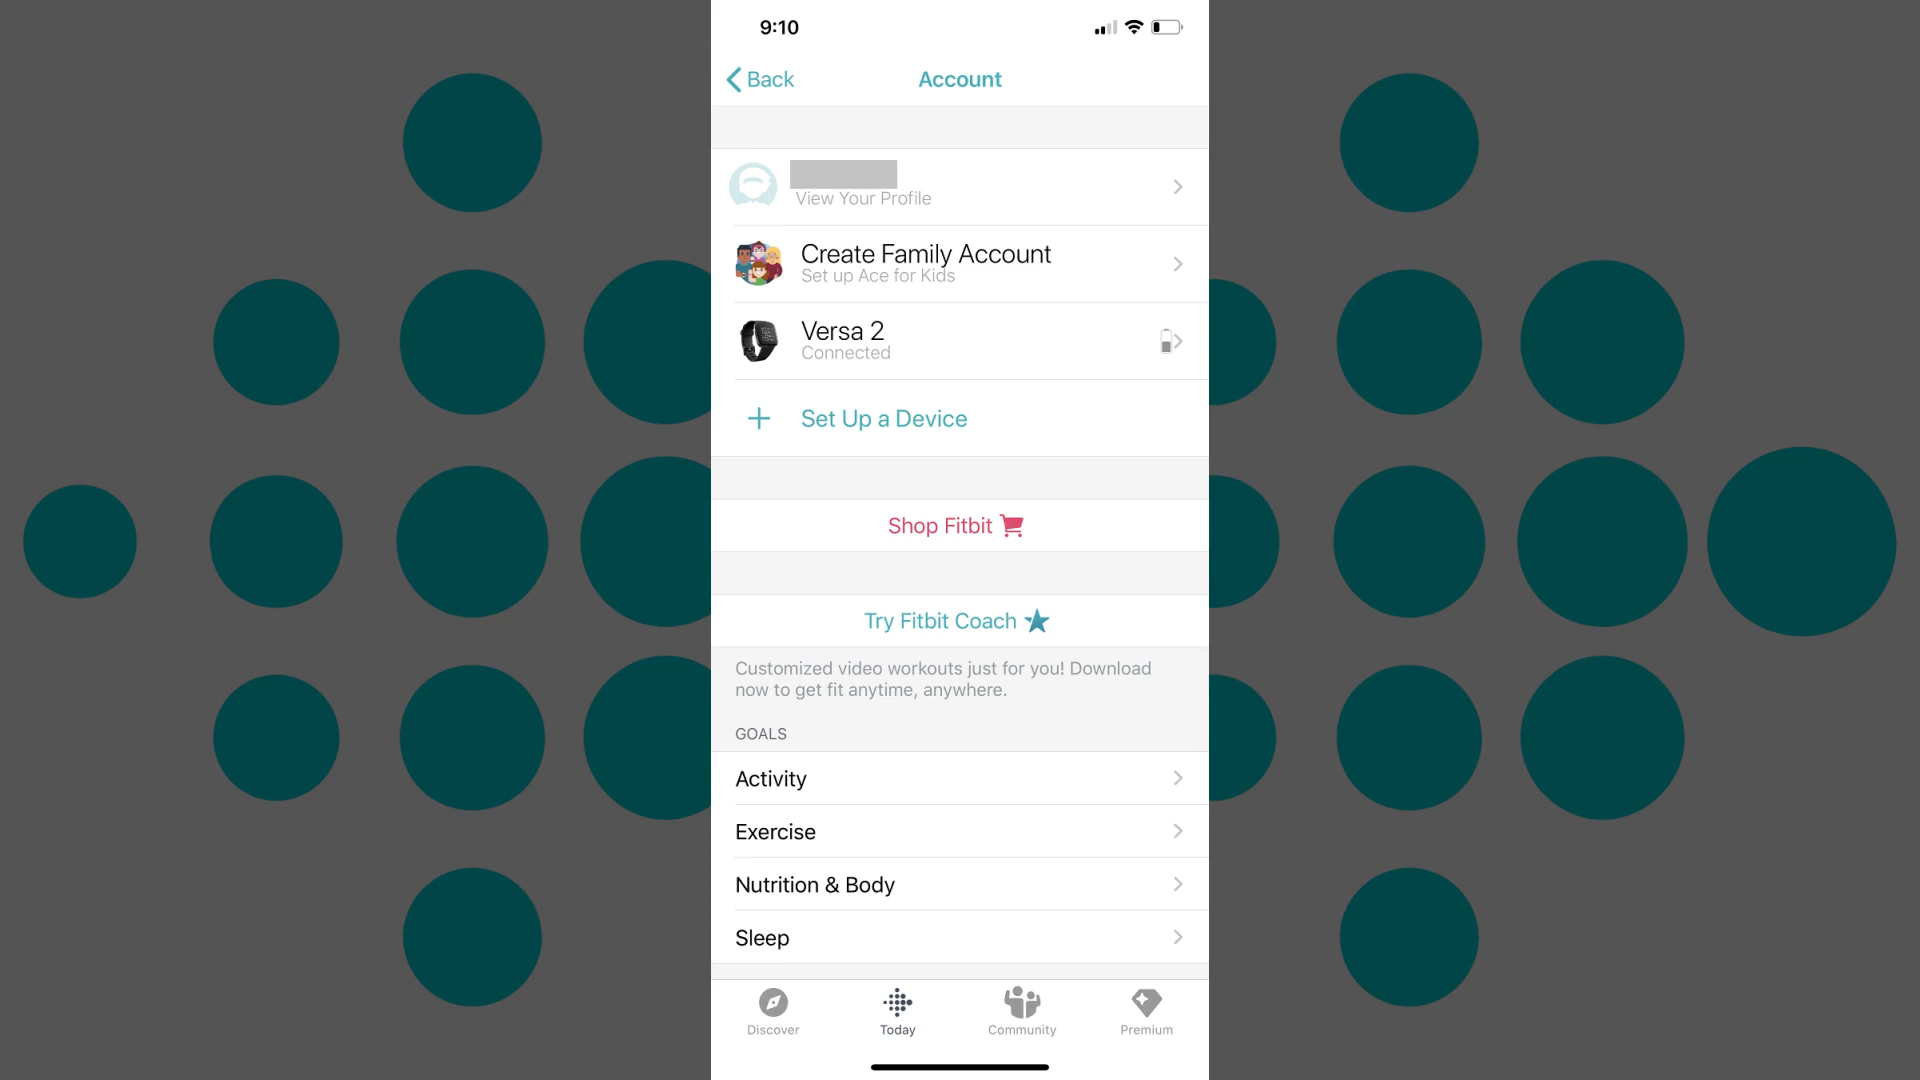 9:10
Back
Account
View Your Profile
Create Family Account
Set up Ace for Kids
Versa 2
Connected
Set Up a Device
Shop Fitbit
Try Fitbit Coach
Customized video workouts just for you! Download
now to get fit anytime, anywhere.
GOALS
Activity
Exercise
Nutrition & Body
Sleep
Discover
Today
Community
Premium